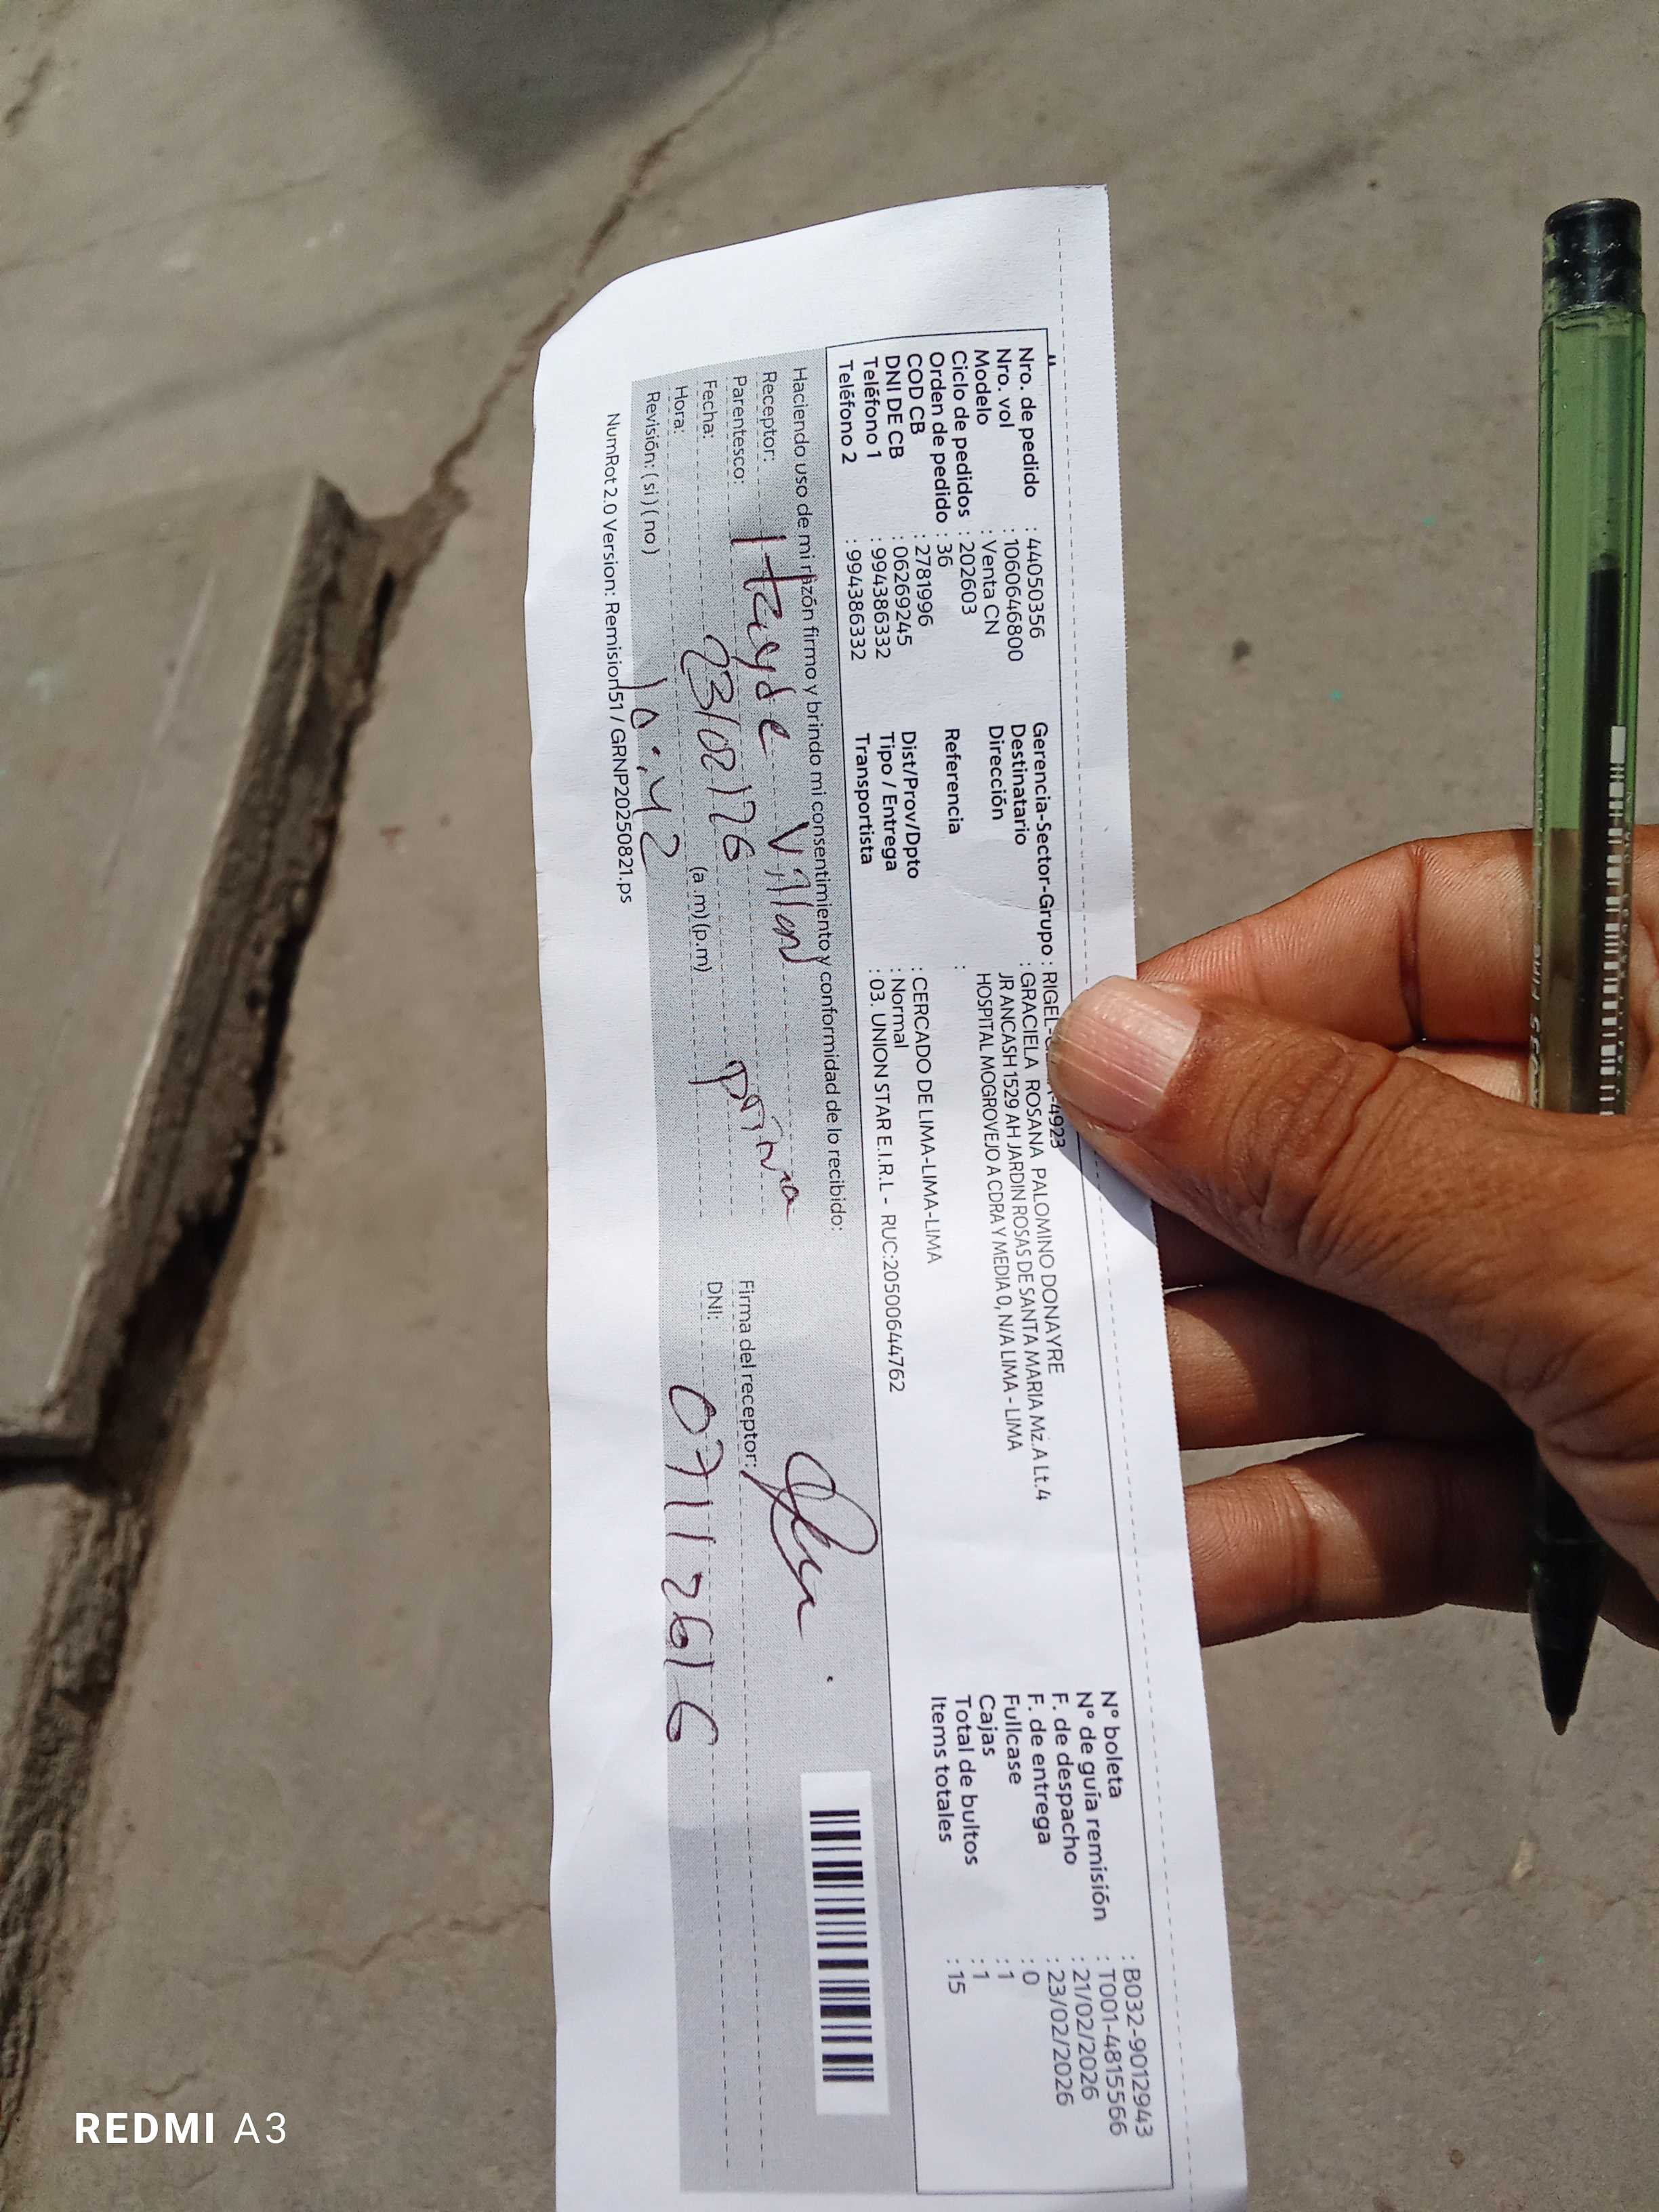 Nro. de pedido : 44050356
Nro. vol : 1060646800
Modelo : Venta CN
Ciclo de pedidos : 202603
Orden de pedido : 36
COD CB : 2781996
DNI DE CB : 06269245
Teléfono 1 : 994386332
Teléfono 2 : 994386332
Gerencia-Sector-Grupo : RIGEL- -4923
Destinatario : GRACIELA ROSANA PALOMINO DONAYRE
Dirección JR ANCASH 1529 AH JARDIN ROSAS DE SANTA MARIA Mz.A Lt.4
HOSPITAL MOGROVEJO A CDRA Y MEDIA 0, N/A LIMA - LIMA
Referencia :
Dist/Prov/Dpto : CERCADO DE LIMA-LIMA-LIMA
Tipo / Entrega : Normal
Transportista : 03. UNION STAR E.I.R.L - RUC:20500644762
N° boleta : B032-9012943
N° de guía remisión : T001-4815566
F. de despacho : 21/02/2026
F. de entrega : 23/02/2026
Fullcase : 0
Cajas : 1
Total de bultos : 1
Items totales : 15
Haciendo uso de mi razón firmo y brindo mi consentimiento y conformidad de lo recibido:
Receptor: Hayde Villon
Parentesco: prima
Fecha: 23/02/26
Hora: 10:42 (a.m)(p.m)
Revisión: (si) (no)
Firma del receptor:
DNI: 07112616
NumRot 2.0 Version: Remision51 / GRNP20250821.ps
REDMI A3